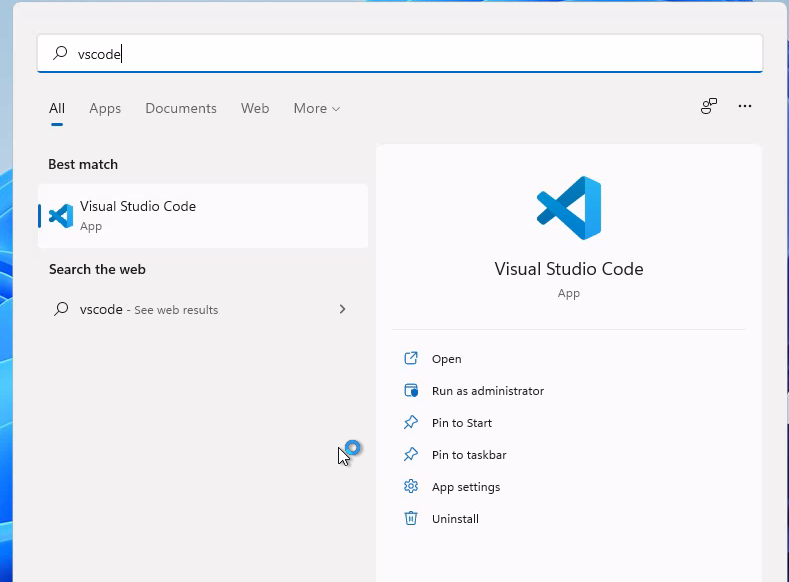 vscode
All Apps Documents Web More
Best match
Visual Studio Code
App
Search the web
vscode - See web results
Visual Studio Code
App
Open
Run as administrator
Pin to Start
Pin to taskbar
App settings
Uninstall